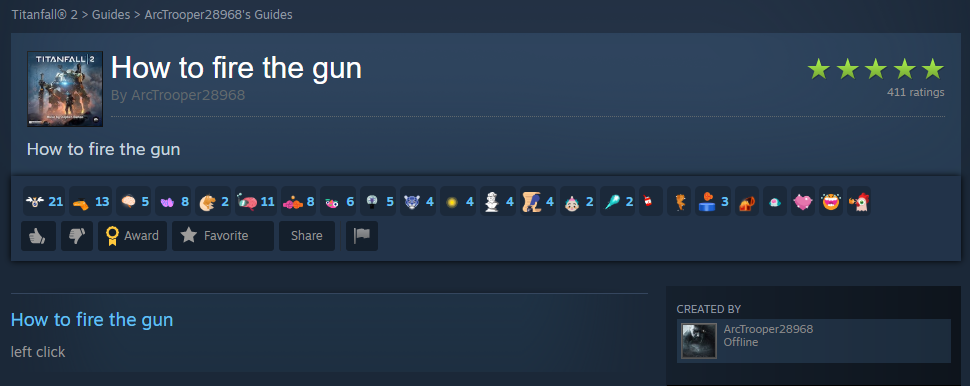 Titanfall® 2 > Guides > ArcTrooper28968's Guides
TITANFALL 2
How to fire the gun
By ArcTrooper28968
411 ratings
How to fire the gun
21 13 5 8 2 11 8 6 5 4 4 4 4 2 2 3
Award Favorite Share
How to fire the gun
left click
CREATED BY
ArcTrooper28968
Offline